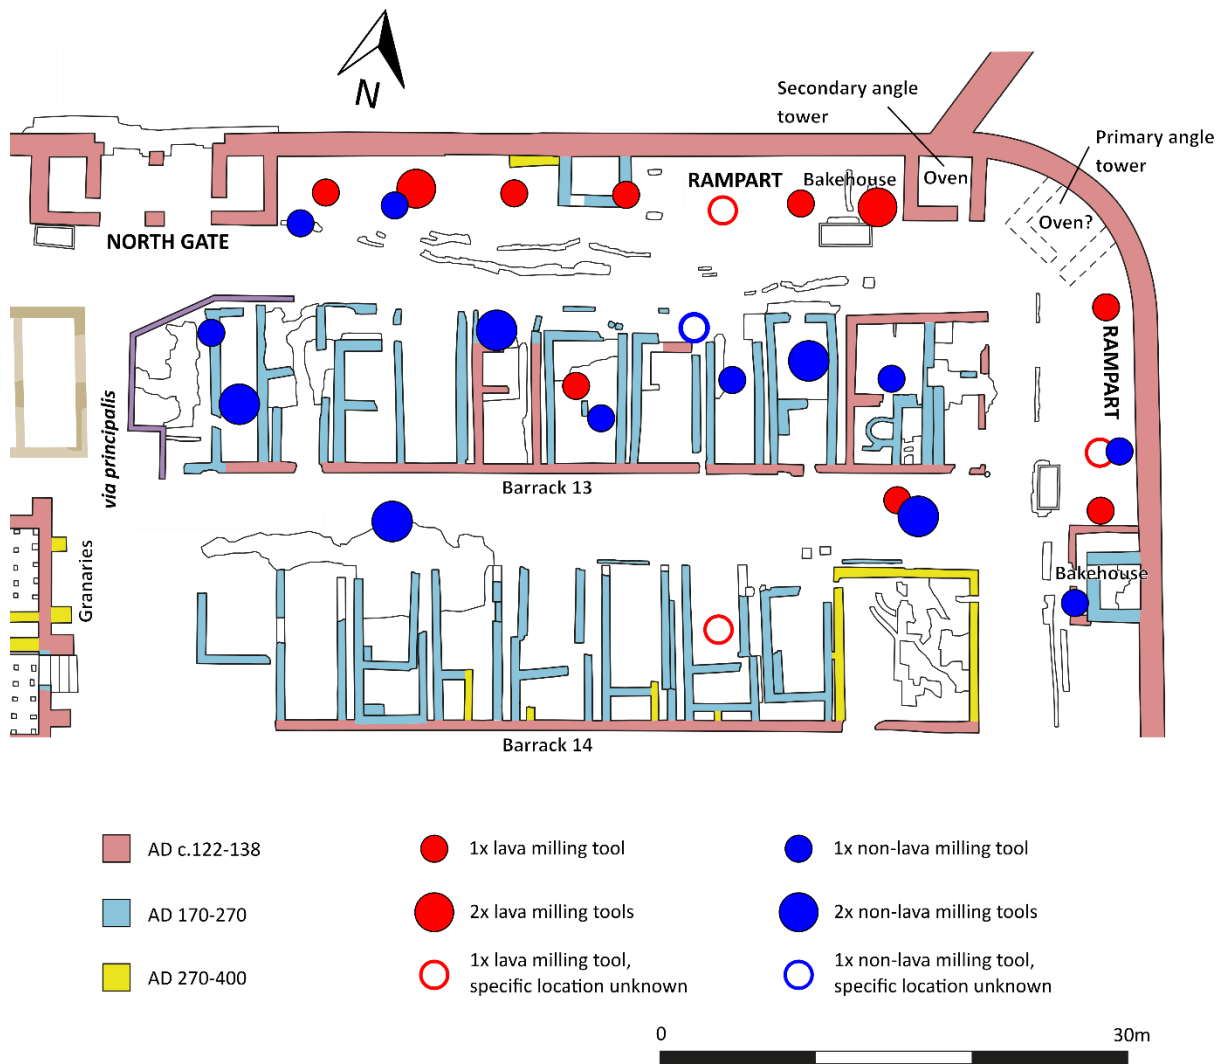 N
Secondary angle
tower
Primary angle
tower
RAMPART
Bakehouse
Oven
Oven?
NORTH GATE
RAMPART
via principalis
Barrack 13
Granaries
Bakehouse
Barrack 14
AD c.122-138
1x lava milling tool
1x non-lava milling tool
AD 170-270
2x lava milling tools
2x non-lava milling tools
AD 270-400
1x lava milling tool,
specific location unknown
1x non-lava milling tool,
specific location unknown
0
30m